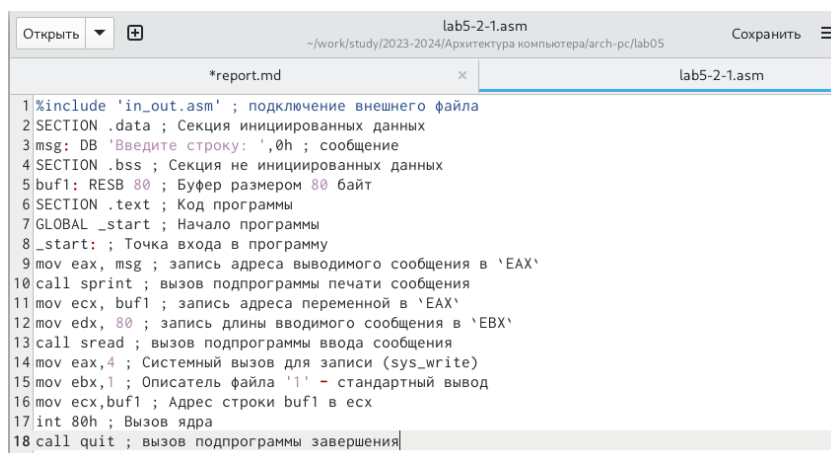 Открыть
lab5-2-1.asm
~/work/study/2023-2024/Архитектура компьютера/arch-pc/lab05
Сохранить
*report.md
lab5-2-1.asm
1 %include 'in_out.asm' ; подключение внешнего файла
2 SECTION .data ; Секция инициированных данных
3 msg: DB 'Введите строку: ',0h ; сообщение
4 SECTION .bss ; Секция не инициированных данных
5 buf1: RESB 80 ; Буфер размером 80 байт
6 SECTION .text ; Код программы
7 GLOBAL _start ; Начало программы
8 _start: ; Точка входа в программу
9 mov eax, msg ; запись адреса выводимого сообщения в `EAX`
10 call sprint ; вызов подпрограммы печати сообщения
11 mov ecx, buf1 ; запись адреса переменной в `EAX`
12 mov edx, 80 ; запись длины вводимого сообщения в `EBX`
13 call sread ; вызов подпрограммы ввода сообщения
14 mov eax,4 ; Системный вызов для записи (sys_write)
15 mov ebx,1 ; Описатель файла '1' - стандартный вывод
16 mov ecx,buf1 ; Адрес строки buf1 в ecx
17 int 80h ; Вызов ядра
18 call quit ; вызов подпрограммы завершения